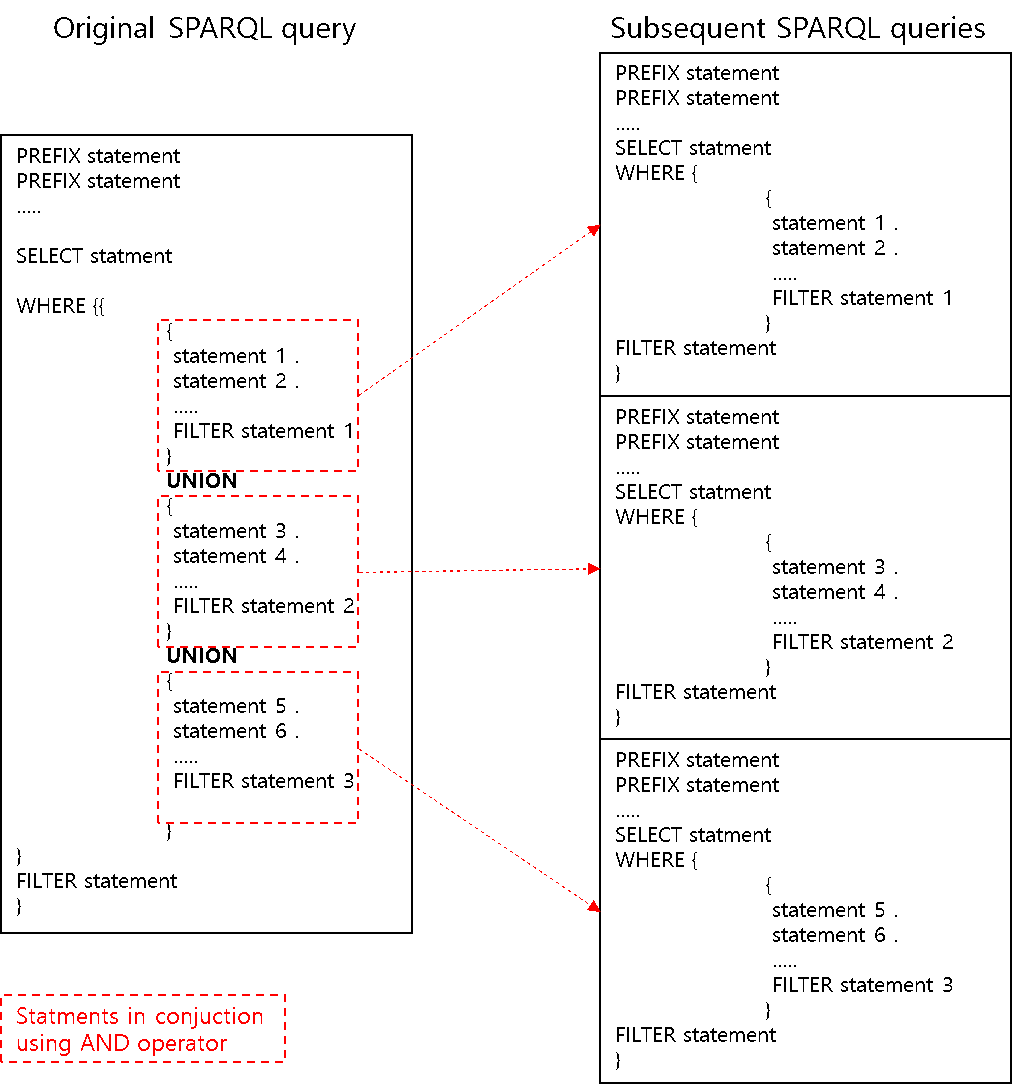 Original SPARQL query
PREFIX statement
PREFIX statement
.....
SELECT statment
WHERE {{
{
statement 1 .
statement 2 .
.....
FILTER statement 1
}
UNION
{
statement 3 .
statement 4 .
.....
FILTER statement 2
}
UNION
{
statement 5 .
statement 6 .
.....
FILTER statement 3
}
}
FILTER statement
}
Statments in conjuction
using AND operator
Subsequent SPARQL queries
PREFIX statement
PREFIX statement
.....
SELECT statment
WHERE {
{
statement 1 .
statement 2 .
.....
FILTER statement 1
}
FILTER statement
}
PREFIX statement
PREFIX statement
.....
SELECT statment
WHERE {
{
statement 3 .
statement 4 .
.....
FILTER statement 2
}
FILTER statement
}
PREFIX statement
PREFIX statement
.....
SELECT statment
WHERE {
{
statement 5 .
statement 6 .
.....
FILTER statement 3
}
FILTER statement
}